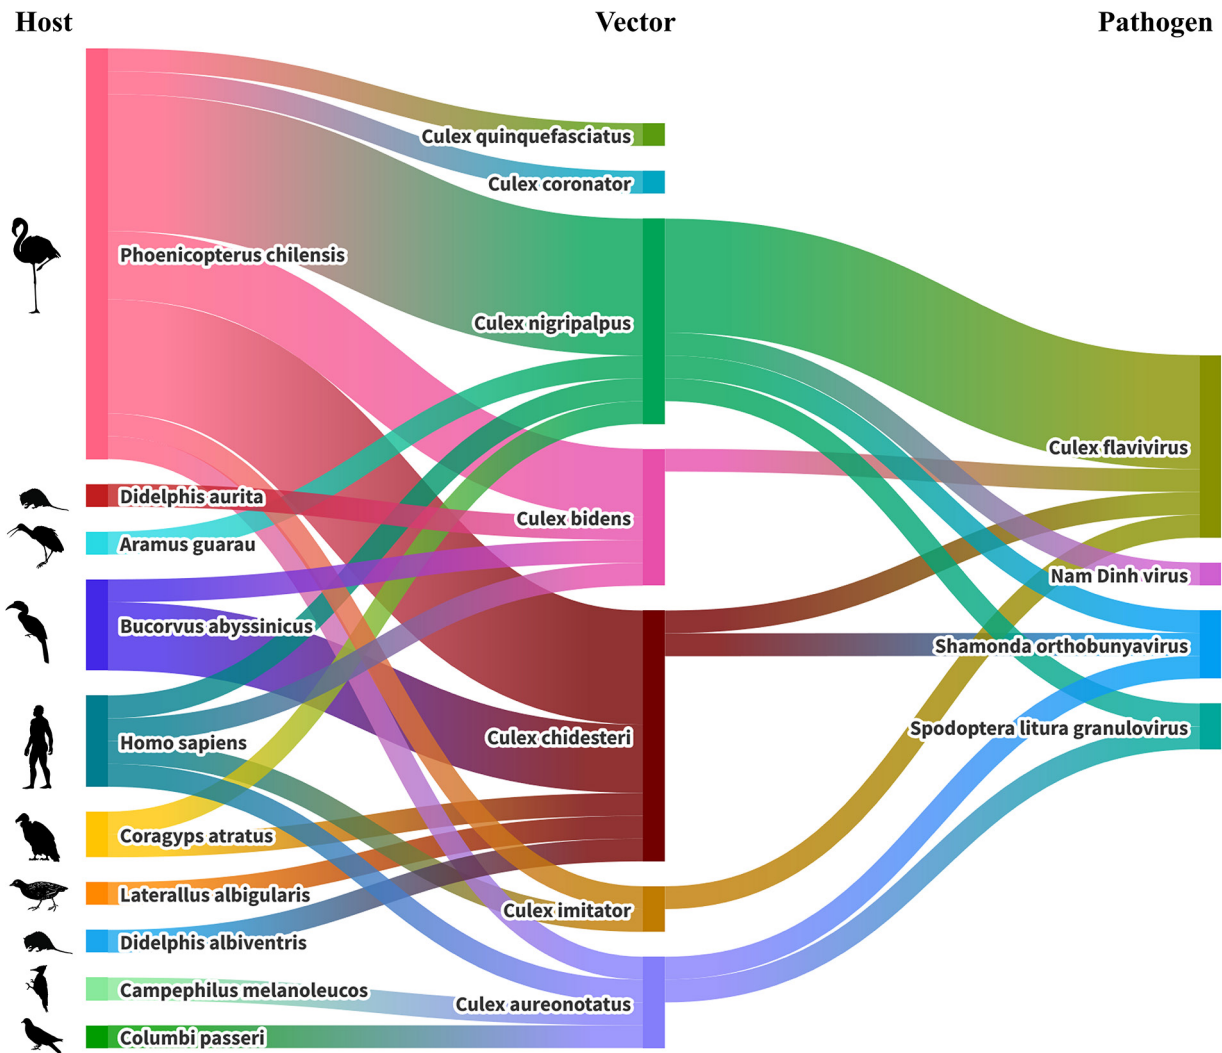 Host
Vector
Pathogen
Culex quinquefasciatus
Culex coronator
Phoenicopterus chilensis
Culex nigripalpus
Culex flavivirus
Didelphis aurita
Culex bidens
Aramus guarau
Nam Dinh virus
Bucorvus abyssinicus
Shamonda orthobunyavirus
Spodoptera litura granulovirus
Culex chidesteri
Homo sapiens
Coragyps atratus
Laterallus albigularis
Culex imitator
Didelphis albiventris
Campephilus melanoleucos
Culex aureonotatus
Columbi passeri